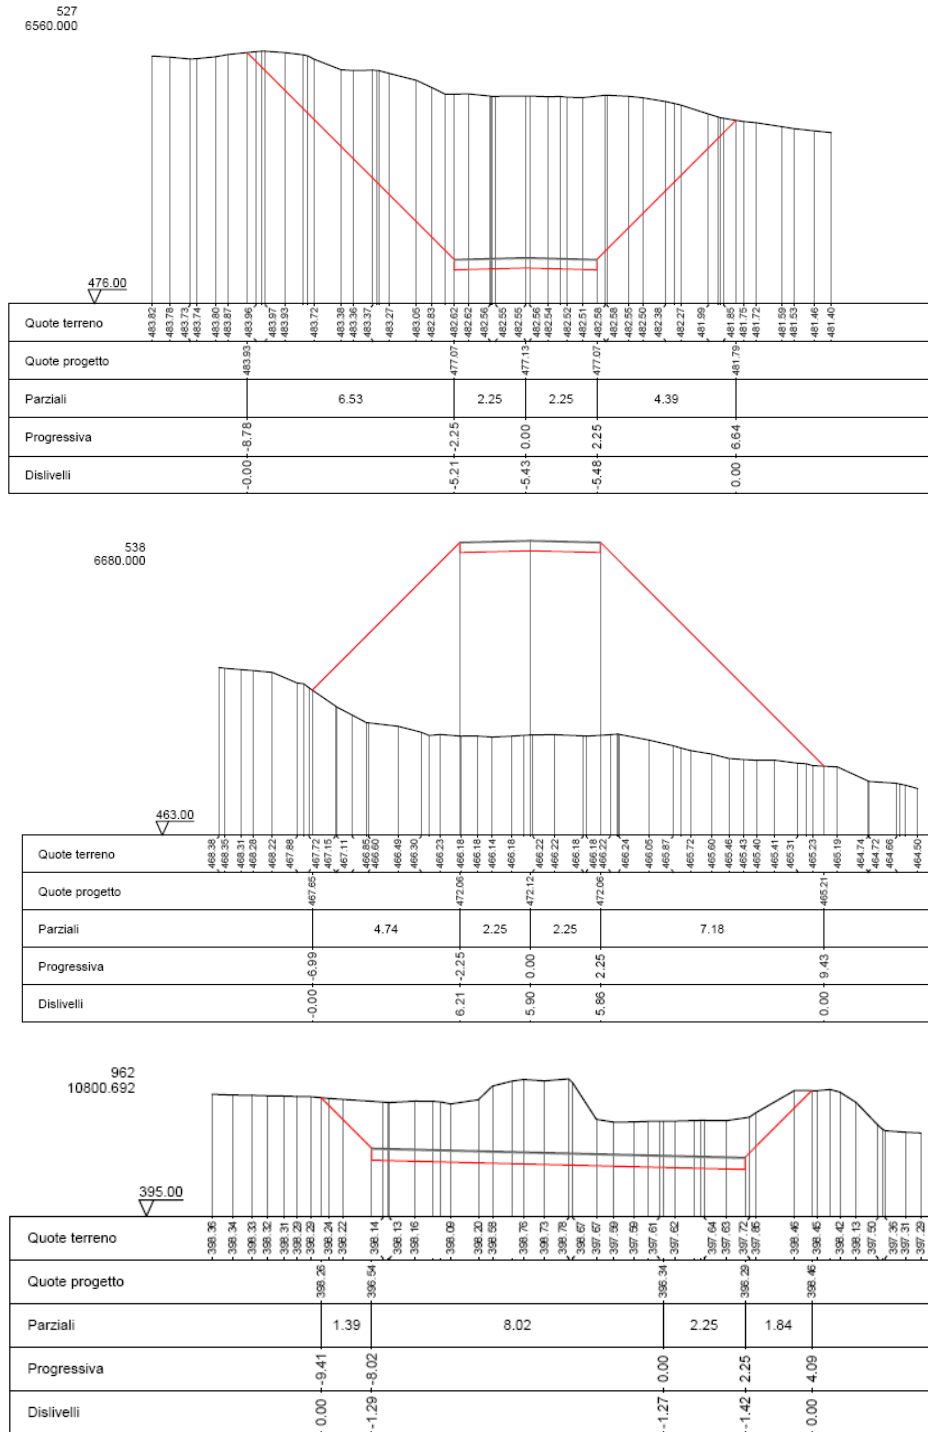 527
6560.000
476.00
Quote terreno 483.82 483.78 483.73 483.74 483.80 483.87 483.96 483.97 483.93 483.72 483.38 483.36 483.37 483.27 483.05 482.83 482.62 482.62 482.56 482.55 482.55 482.56 482.54 482.52 482.51 482.58 482.58 482.55 482.50 482.38 482.27 481.99 481.85 481.75 481.72 481.59 481.53 481.46 481.40
Quote progetto 483.93 477.07 477.13 477.07 481.79
Parziali 6.53 2.25 2.25 4.39
Progressiva -8.78 -2.25 0.00 2.25 6.64
Dislivelli -0.00 -5.21 -5.43 -5.48 0.00
538
6680.000
463.00
Quote terreno 468.38 468.35 468.31 468.28 468.22 467.88 467.72 467.15 467.11 466.85 466.60 466.49 466.30 466.23 466.18 466.18 466.14 466.18 466.22 466.22 466.18 466.18 466.22 466.24 466.05 465.87 465.72 465.60 465.46 465.43 465.40 465.41 465.31 465.23 465.19 464.74 464.72 464.66 464.50
Quote progetto 467.65 472.06 472.12 472.06 465.21
Parziali 4.74 2.25 2.25 7.18
Progressiva -6.99 -2.25 0.00 2.25 9.43
Dislivelli -0.00 6.21 5.90 5.86 0.00
962
10800.692
395.00
Quote terreno 398.36 398.34 398.33 398.32 398.31 398.29 398.29 398.24 398.22 398.14 398.13 398.16 398.09 398.20 398.58 398.76 398.73 398.78 398.67 397.67 397.59 397.59 397.61 397.62 397.64 397.63 397.72 397.85 398.46 398.45 398.42 398.13 397.50 397.36 397.31 397.29
Quote progetto 398.26 396.54 396.34 396.29 398.46
Parziali 1.39 8.02 2.25 1.84
Progressiva -9.41 -8.02 0.00 2.25 4.09
Dislivelli 0.00 -1.29 -1.27 -1.42 0.00